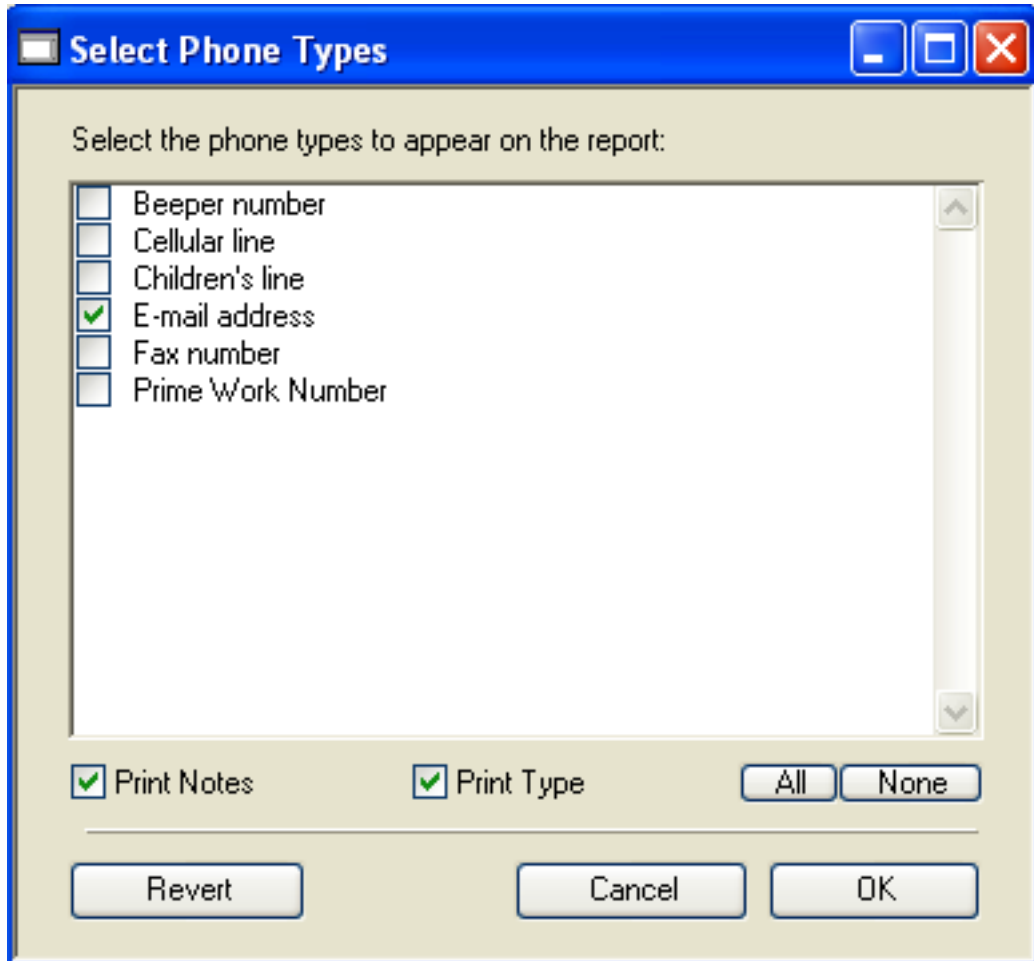 Select Phone Types
Select the phone types to appear on the report:
Beeper number
Cellular line
Children's line
E-mail address
Fax number
Prime Work Number
Print Notes Print Type All None
Revert Cancel OK